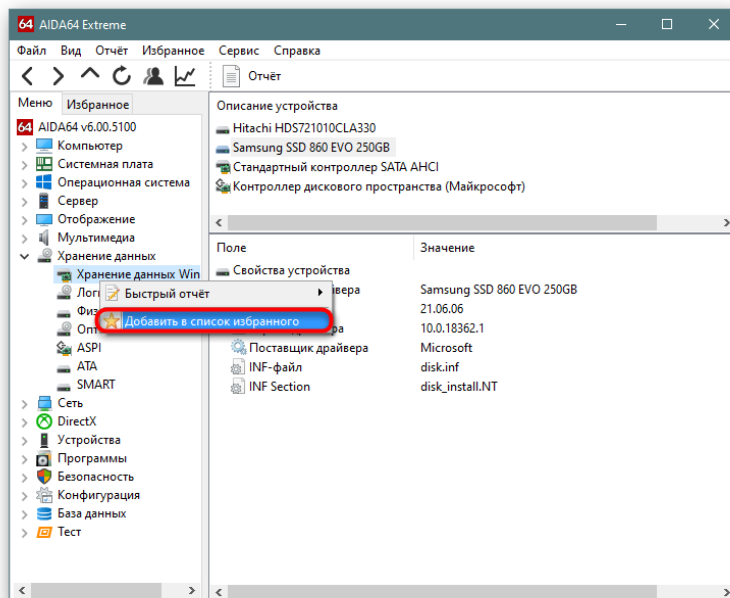 64 AIDA64 Extreme
Файл Вид Отчёт Избранное Сервис Справка
Отчёт
Меню Избранное
64 AIDA64 v6.00.5100
Компьютер
Системная плата
Операционная система
Сервер
Отображение
Мультимедиа
Хранение данных
Хранение данных Win
ASPI
ATA
SMART
Сеть
DirectX
Устройства
Программы
Безопасность
Конфигурация
База данных
Тест
Быстрый отчёт
Добавить в список избранного
Описание устройства
Hitachi HDS721010CLA330
Samsung SSD 860 EVO 250GB
Стандартный контроллер SATA AHCI
Контроллер дискового пространства (Майкрософт)
Поле Значение
Свойства устройства
Samsung SSD 860 EVO 250GB
21.06.06
10.0.18362.1
Поставщик драйвера Microsoft
INF-файл disk.inf
INF Section disk_install.NT